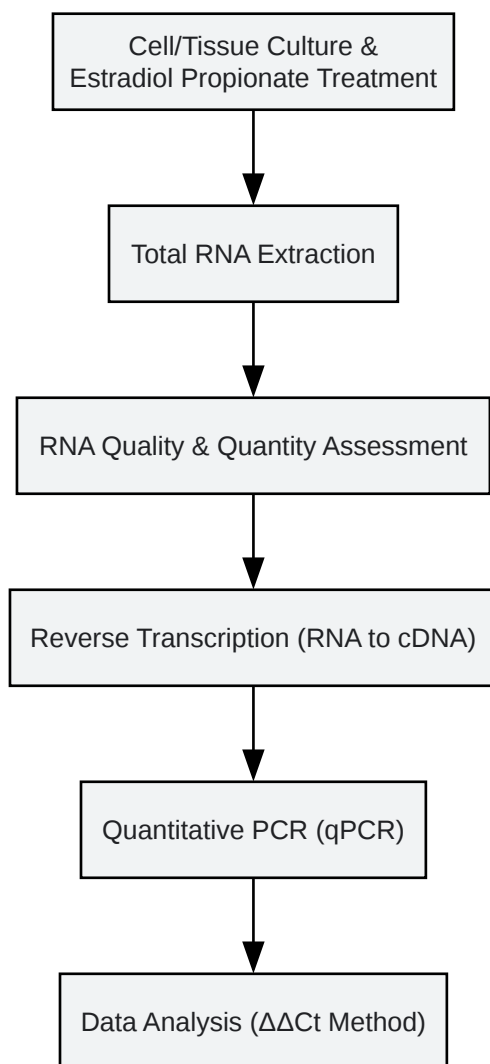 Cell/Tissue Culture &
Estradiol Propionate Treatment
Total RNA Extraction
RNA Quality & Quantity Assessment
Reverse Transcription (RNA to cDNA)
Quantitative PCR (qPCR)
Data Analysis (ΔΔCt Method)